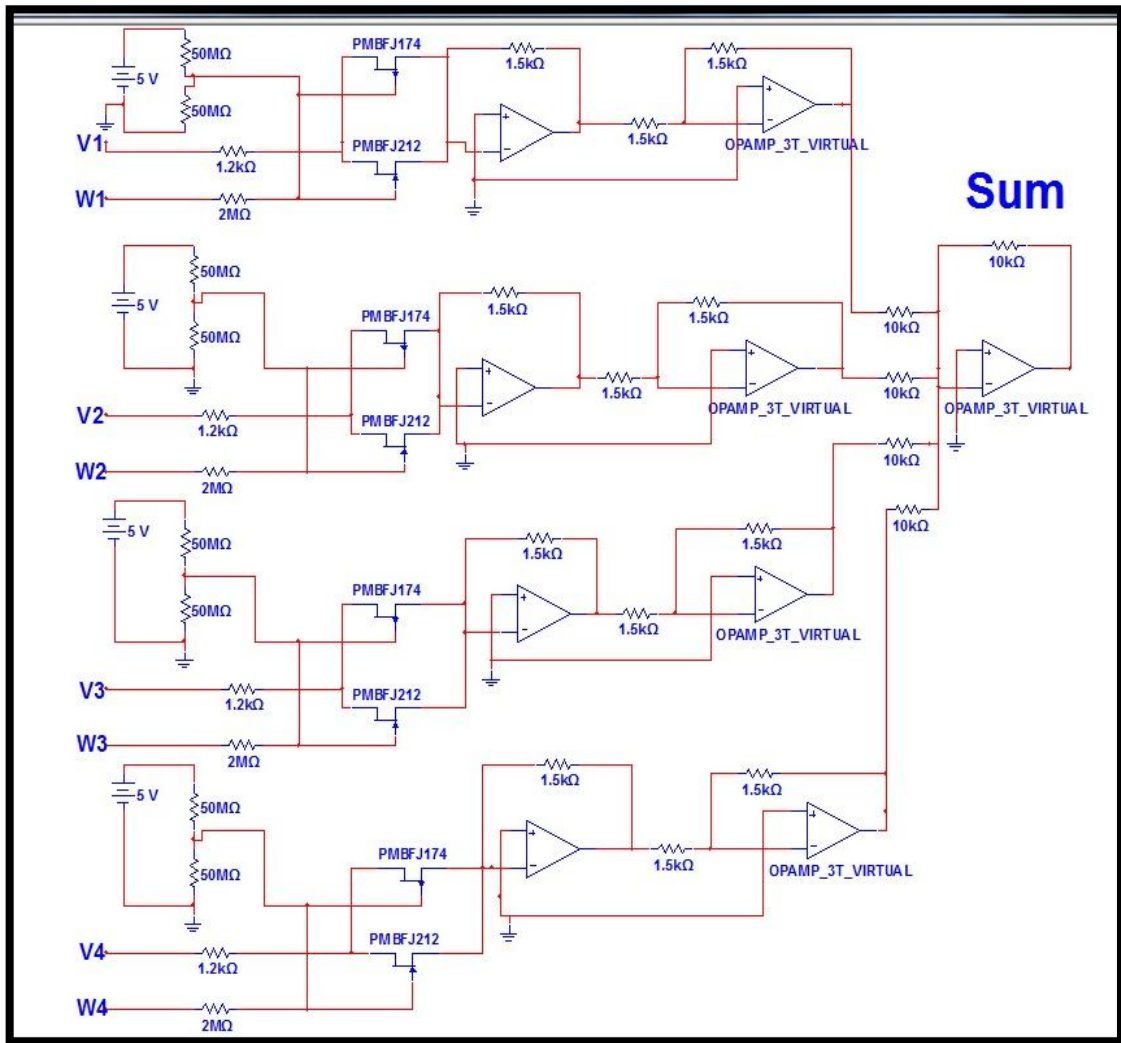 PMBFJ174
50MΩ
5 V
50MΩ
1.5kΩ
1.5kΩ
+
-
+
-
1.5kΩ
OPAMP_3T_VIRTUAL
V1
1.2kΩ
PMBFJ212
W1
2MΩ
Sum
50MΩ
5 V
50MΩ
PMBFJ174
1.5kΩ
1.5kΩ
+
-
+
-
1.5kΩ
OPAMP_3T_VIRTUAL
V2
1.2kΩ
PMBFJ212
W2
2MΩ
10kΩ
10kΩ
10kΩ
+
-
OPAMP_3T_VIRTUAL
10kΩ
10kΩ
5 V
50MΩ
50MΩ
PMBFJ174
1.5kΩ
1.5kΩ
+
-
+
-
1.5kΩ
OPAMP_3T_VIRTUAL
V3
1.2kΩ
PMBFJ212
W3
2MΩ
5 V
50MΩ
50MΩ
PMBFJ174
1.5kΩ
1.5kΩ
+
-
+
-
1.5kΩ
OPAMP_3T_VIRTUAL
V4
1.2kΩ
PMBFJ212
W4
2MΩ